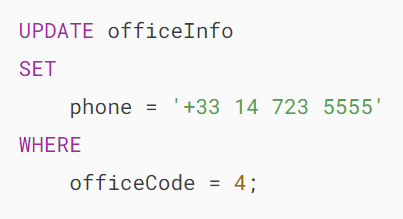 UPDATE officeInfo
SET
    phone = '+33 14 723 5555'
WHERE
    officeCode = 4;